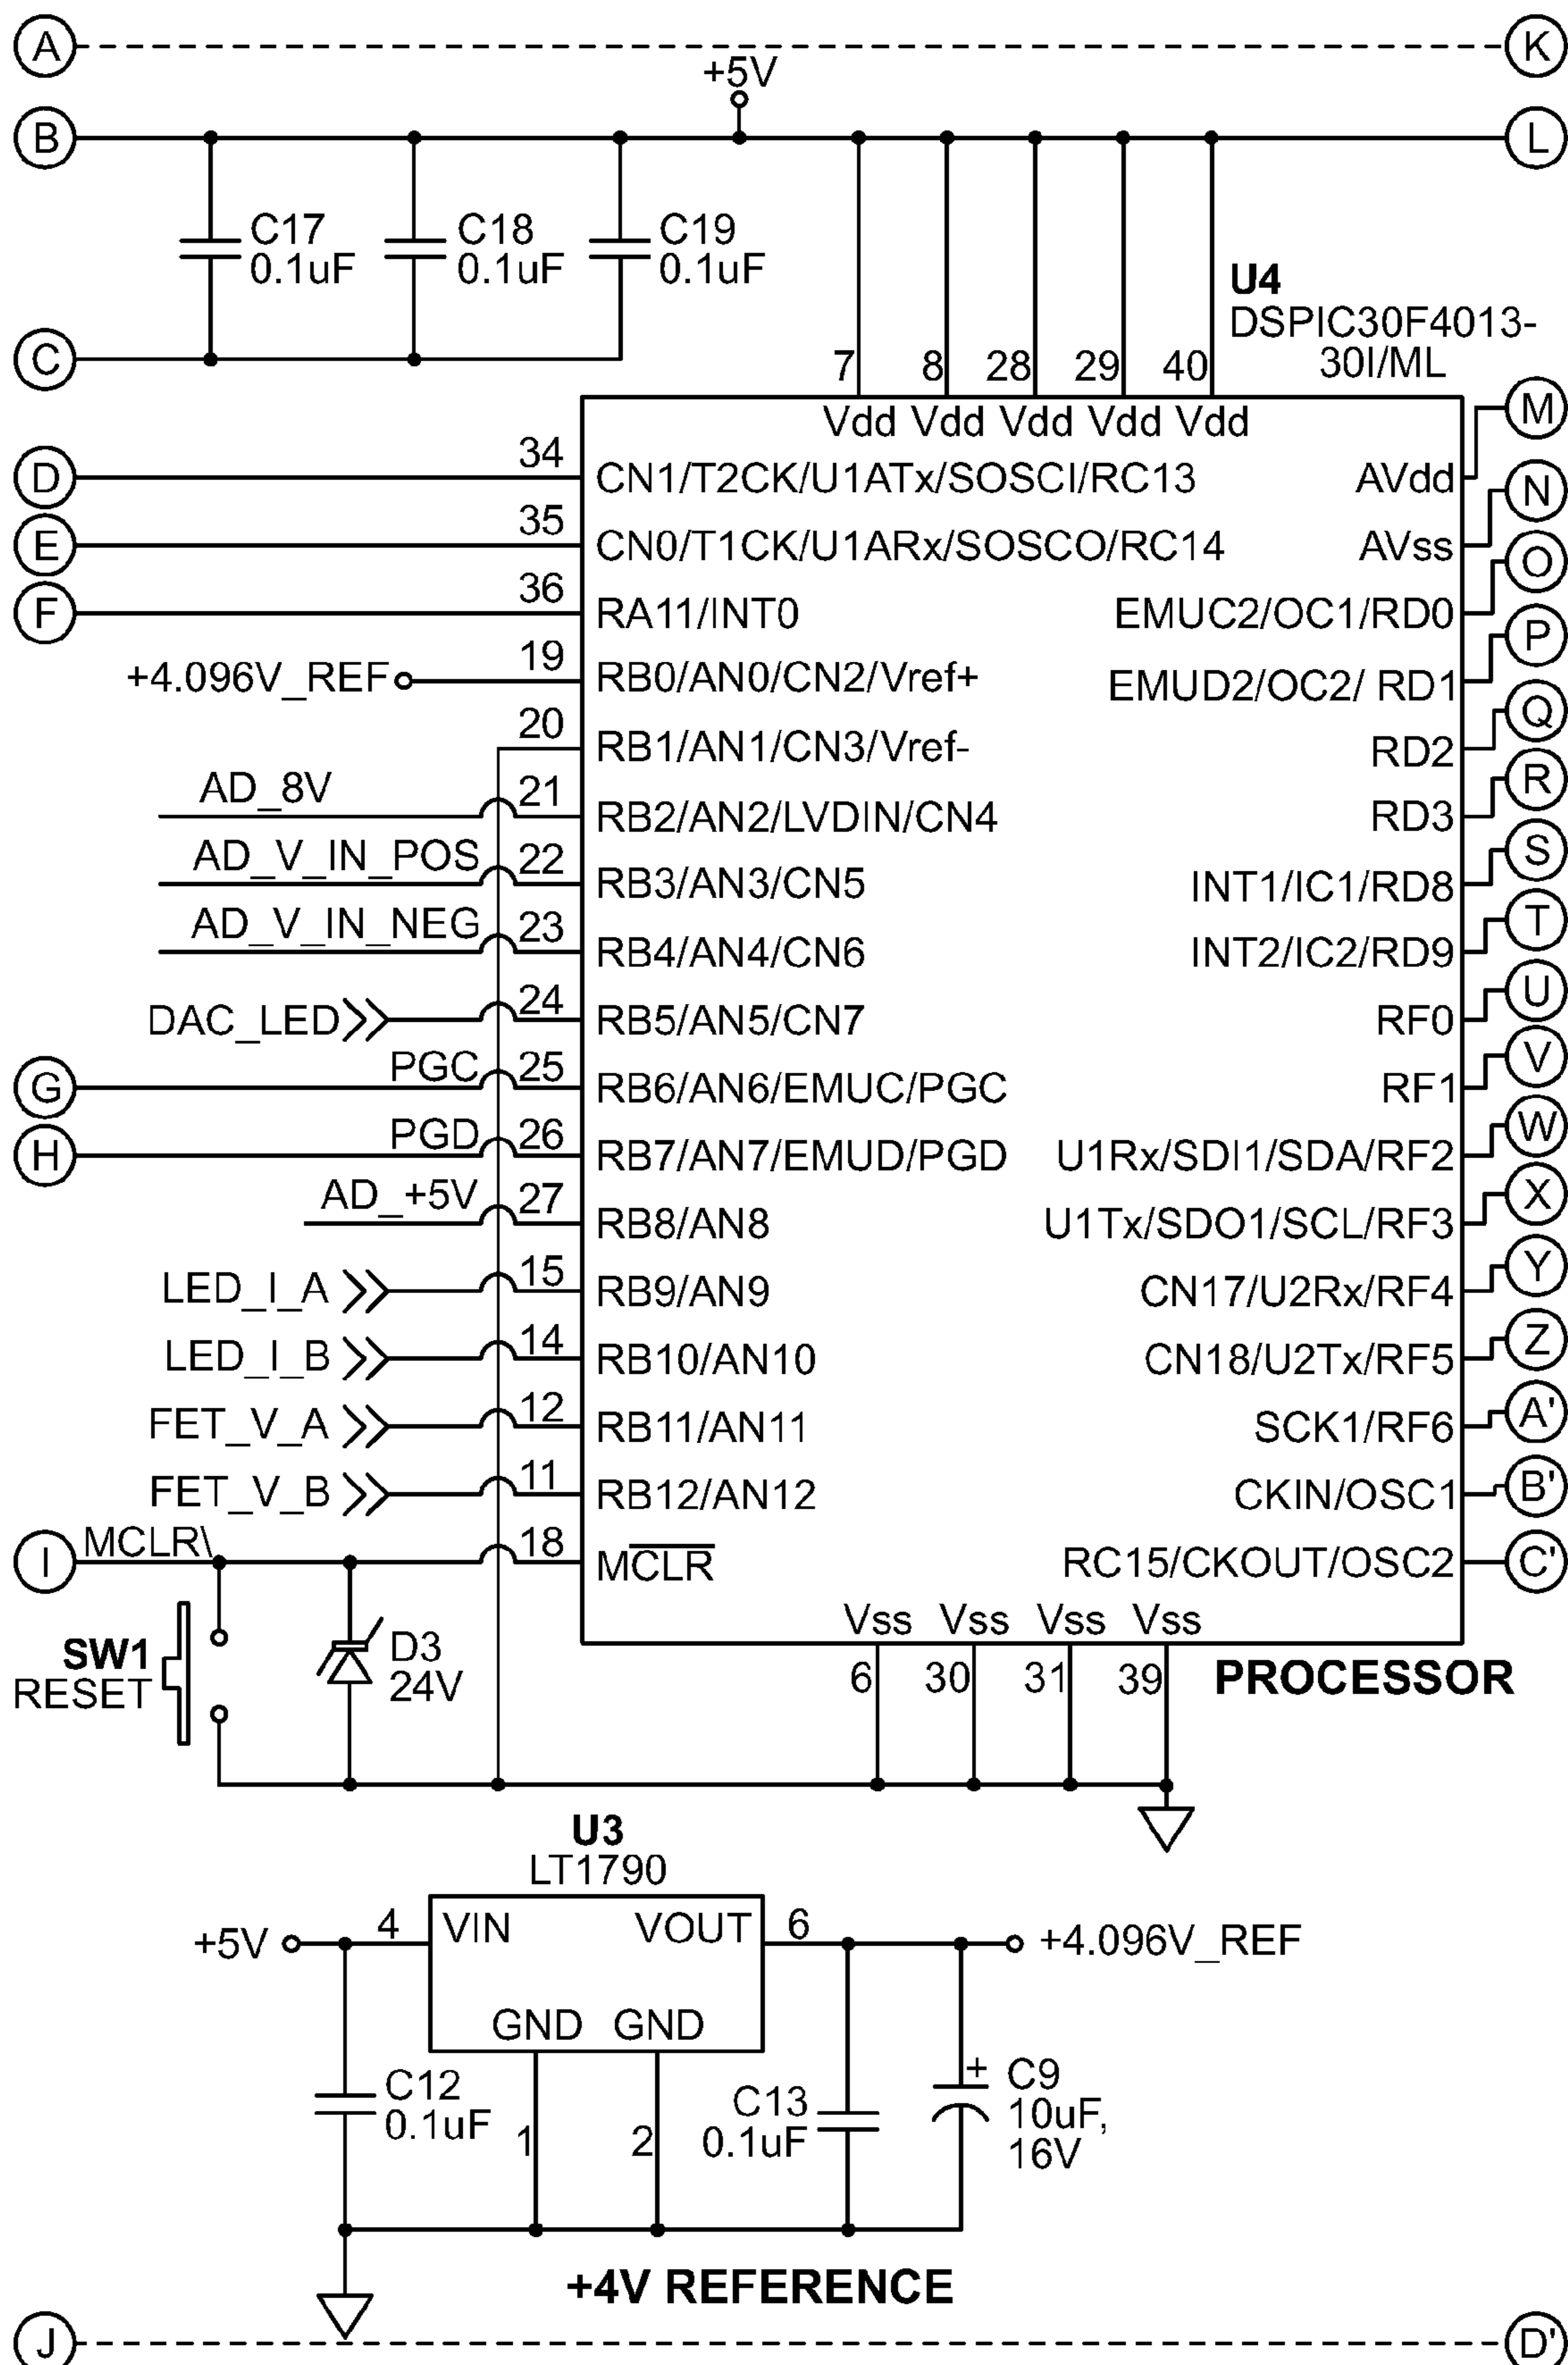 A K
+5V
B L
C17 C18 C19
0.1uF 0.1uF 0.1uF
U4
DSPIC30F4013-
30I/ML
C
7 8 28 29 40
Vdd Vdd Vdd Vdd Vdd
M
D 34 CN1/T2CK/U1ATx/SOSCI/RC13 AVdd
N
E 35 CN0/T1CK/U1ARx/SOSCO/RC14 AVss
O
F 36 RA11/INT0 EMUC2/OC1/RD0
P
+4.096V_REF 19 RB0/AN0/CN2/Vref+ EMUD2/OC2/ RD1
Q
20 RB1/AN1/CN3/Vref- RD2
R
AD_8V 21 RB2/AN2/LVDIN/CN4 RD3
S
AD_V_IN_POS 22 RB3/AN3/CN5 INT1/IC1/RD8
T
AD_V_IN_NEG 23 RB4/AN4/CN6 INT2/IC2/RD9
U
DAC_LED 24 RB5/AN5/CN7 RF0
V
G PGC 25 RB6/AN6/EMUC/PGC RF1
W
H PGD 26 RB7/AN7/EMUD/PGD U1Rx/SDI1/SDA/RF2
X
AD_+5V 27 RB8/AN8 U1Tx/SDO1/SCL/RF3
Y
LED_I_A 15 RB9/AN9 CN17/U2Rx/RF4
Z
LED_I_B 14 RB10/AN10 CN18/U2Tx/RF5
A'
FET_V_A 12 RB11/AN11 SCK1/RF6
B'
FET_V_B 11 RB12/AN12 CKIN/OSC1
I MCLR\ 18 MCLR RC15/CKOUT/OSC2 C'
Vss Vss Vss Vss
6 30 31 39
SW1
RESET
D3
24V
PROCESSOR
U3
LT1790
+5V 4 VIN VOUT 6 +4.096V_REF
GND GND
C12
0.1uF
1 2
C13
0.1uF
+ C9
10uF,
16V
+4V REFERENCE
J D'